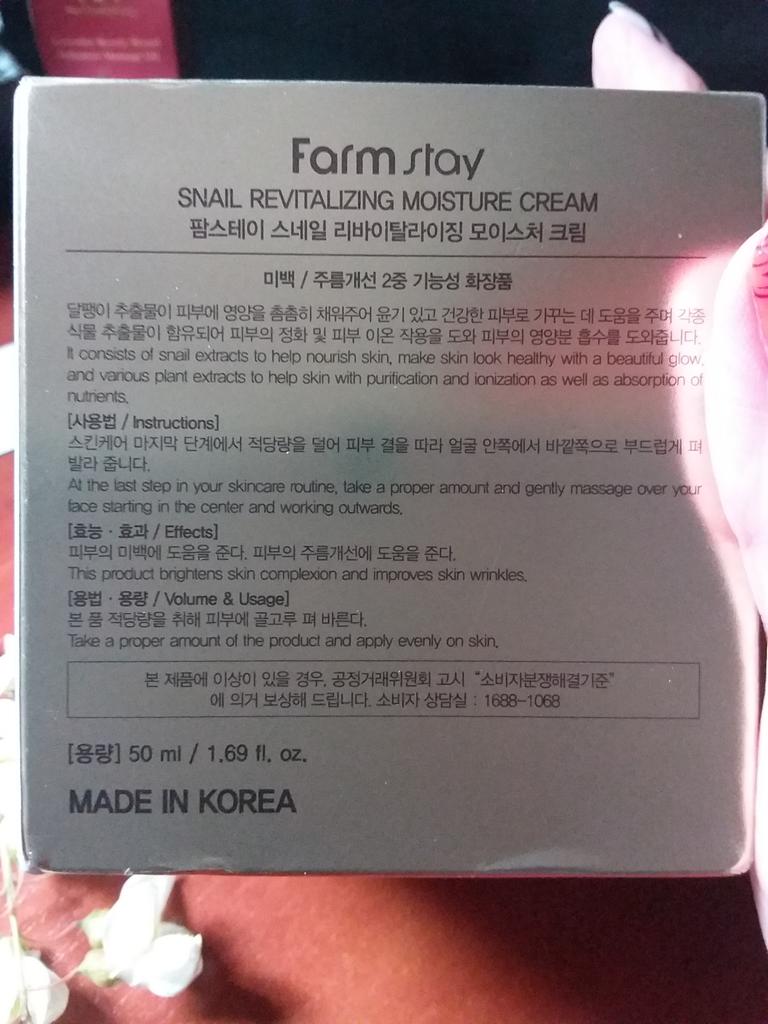 Farm stay
SNAIL REVITALIZING MOISTURE CREAM
팜스테이 스네일 리바이탈라이징 모이스처 크림
미백 / 주름개선 2중 기능성 화장품
달팽이 추출물이 피부에 영양을 촘촘히 채워주어 윤기 있고 건강한 피부로 가꾸는 데 도움을 주며 각종
식물 추출물이 함유되어 피부의 정화 및 피부 이온 작용을 도와 피부의 영양분 흡수를 도와줍니다.
It consists of snail extracts to help nourish skin, make skin look healthy with a beautiful glow,
and various plant extracts to help skin with purification and ionization as well as absorption of
nutrients.
[사용법 / Instructions]
스킨케어 마지막 단계에서 적당량을 덜어 피부 결을 따라 얼굴 안쪽에서 바깥쪽으로 부드럽게 펴
발라 줍니다.
At the last step in your skincare routine, take a proper amount and gently massage over your
face starting in the center and working outwards.
[효능 · 효과 / Effects]
피부의 미백에 도움을 준다. 피부의 주름개선에 도움을 준다.
This product brightens skin complexion and improves skin wrinkles.
[용법 · 용량 / Volume & Usage]
본 품 적당량을 취해 피부에 골고루 펴 바른다.
Take a proper amount of the product and apply evenly on skin.
본 제품에 이상이 있을 경우, 공정거래위원회 고시 "소비자분쟁해결기준"
에 의거 보상해 드립니다. 소비자 상담실 : 1688-1068
[용량] 50 ml / 1.69 fl. oz.
MADE IN KOREA